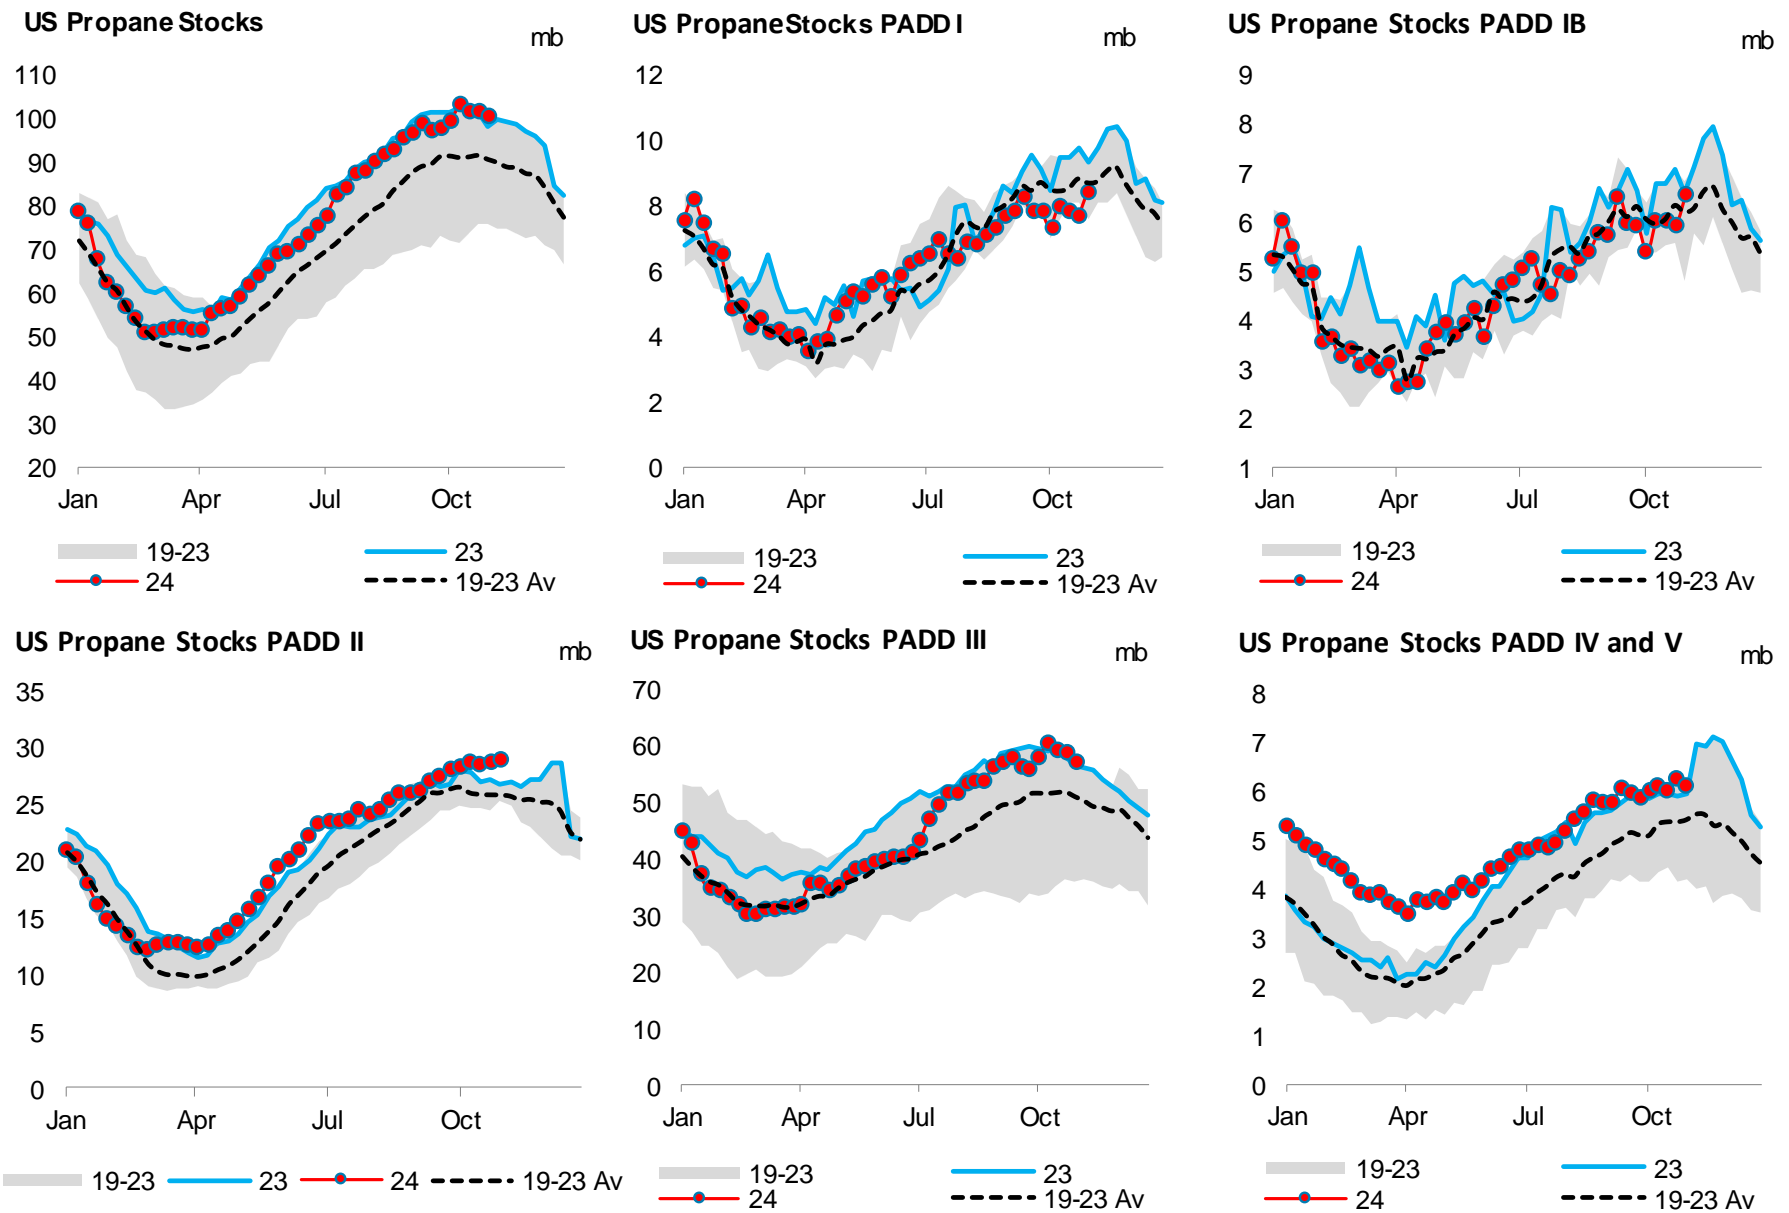 US Propane Stocks
mb
110
100
90
80
70
60
50
40
30
20
Jan Apr Jul Oct
19-23 23
24 19-23 Av
US Propane Stocks PADD I
mb
12
10
8
6
4
2
0
Jan Apr Jul Oct
19-23 23
24 19-23 Av
US Propane Stocks PADD IB
mb
9
8
7
6
5
4
3
2
1
Jan Apr Jul Oct
19-23 23
24 19-23 Av
US Propane Stocks PADD II
mb
35
30
25
20
15
10
5
0
Jan Apr Jul Oct
19-23 23 24 19-23 Av
US Propane Stocks PADD III
mb
70
60
50
40
30
20
10
0
Jan Apr Jul Oct
19-23 23
24 19-23 Av
US Propane Stocks PADD IV and V
mb
8
7
6
5
4
3
2
1
0
Jan Apr Jul Oct
19-23 23
24 19-23 Av